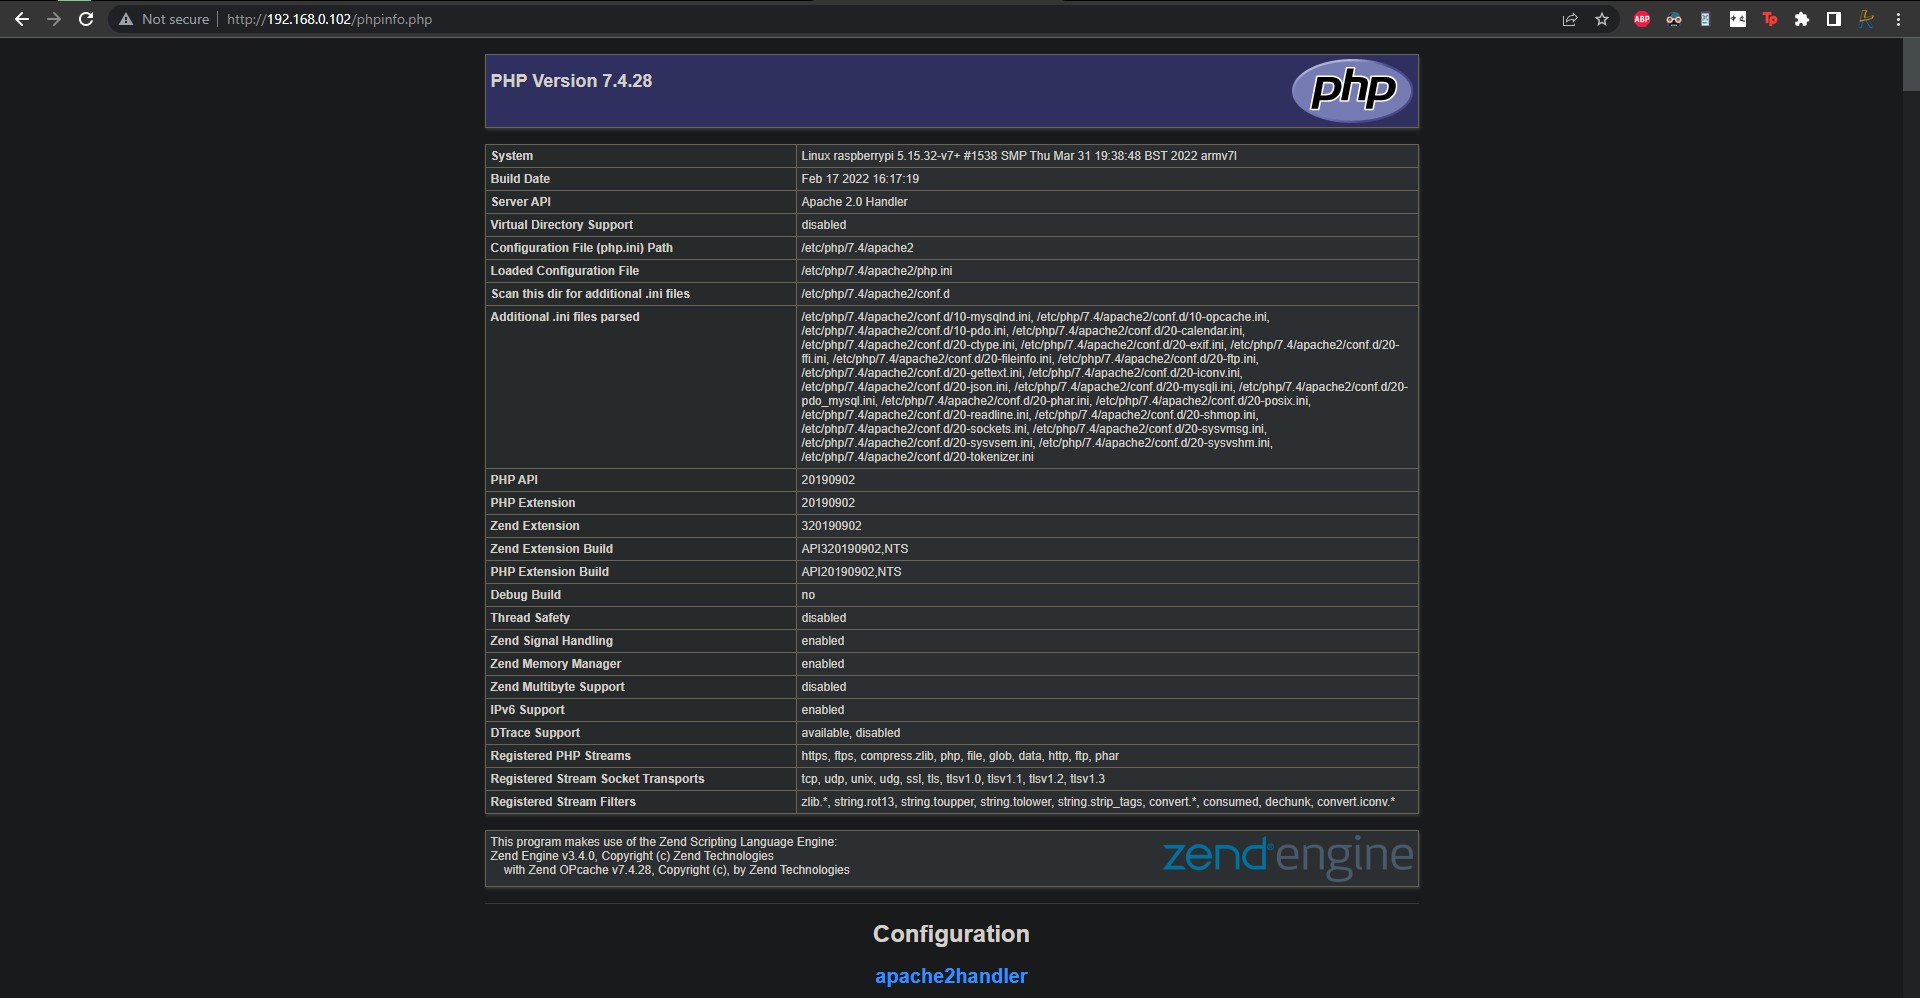 Not secure | http://192.168.0.102/phpinfo.php
ABP
Tp
PHP Version 7.4.28
php
System Linux raspberrypi 5.15.32-v7+ #1538 SMP Thu Mar 31 19:38:48 BST 2022 armv7l
Build Date Feb 17 2022 16:17:19
Server API Apache 2.0 Handler
Virtual Directory Support disabled
Configuration File (php.ini) Path /etc/php/7.4/apache2
Loaded Configuration File /etc/php/7.4/apache2/php.ini
Scan this dir for additional .ini files /etc/php/7.4/apache2/conf.d
Additional .ini files parsed /etc/php/7.4/apache2/conf.d/10-mysqlnd.ini, /etc/php/7.4/apache2/conf.d/10-opcache.ini,
/etc/php/7.4/apache2/conf.d/10-pdo.ini, /etc/php/7.4/apache2/conf.d/20-calendar.ini,
/etc/php/7.4/apache2/conf.d/20-ctype.ini, /etc/php/7.4/apache2/conf.d/20-exif.ini, /etc/php/7.4/apache2/conf.d/20-
ffi.ini, /etc/php/7.4/apache2/conf.d/20-fileinfo.ini, /etc/php/7.4/apache2/conf.d/20-ftp.ini,
/etc/php/7.4/apache2/conf.d/20-gettext.ini, /etc/php/7.4/apache2/conf.d/20-iconv.ini,
/etc/php/7.4/apache2/conf.d/20-json.ini, /etc/php/7.4/apache2/conf.d/20-mysqli.ini, /etc/php/7.4/apache2/conf.d/20-
pdo_mysql.ini, /etc/php/7.4/apache2/conf.d/20-phar.ini, /etc/php/7.4/apache2/conf.d/20-posix.ini,
/etc/php/7.4/apache2/conf.d/20-readline.ini, /etc/php/7.4/apache2/conf.d/20-shmop.ini,
/etc/php/7.4/apache2/conf.d/20-sockets.ini, /etc/php/7.4/apache2/conf.d/20-sysvmsg.ini,
/etc/php/7.4/apache2/conf.d/20-sysvsem.ini, /etc/php/7.4/apache2/conf.d/20-sysvshm.ini,
/etc/php/7.4/apache2/conf.d/20-tokenizer.ini
PHP API 20190902
PHP Extension 20190902
Zend Extension 320190902
Zend Extension Build API320190902,NTS
PHP Extension Build API20190902,NTS
Debug Build no
Thread Safety disabled
Zend Signal Handling enabled
Zend Memory Manager enabled
Zend Multibyte Support disabled
IPv6 Support enabled
DTrace Support available, disabled
Registered PHP Streams https, ftps, compress.zlib, php, file, glob, data, http, ftp, phar
Registered Stream Socket Transports tcp, udp, unix, udg, ssl, tls, tlsv1.0, tlsv1.1, tlsv1.2, tlsv1.3
Registered Stream Filters zlib.*, string.rot13, string.toupper, string.tolower, string.strip_tags, convert.*, consumed, dechunk, convert.iconv.*
This program makes use of the Zend Scripting Language Engine:
Zend Engine v3.4.0, Copyright (c) Zend Technologies
with Zend OPcache v7.4.28, Copyright (c), by Zend Technologies
zend® engine
Configuration
apache2handler